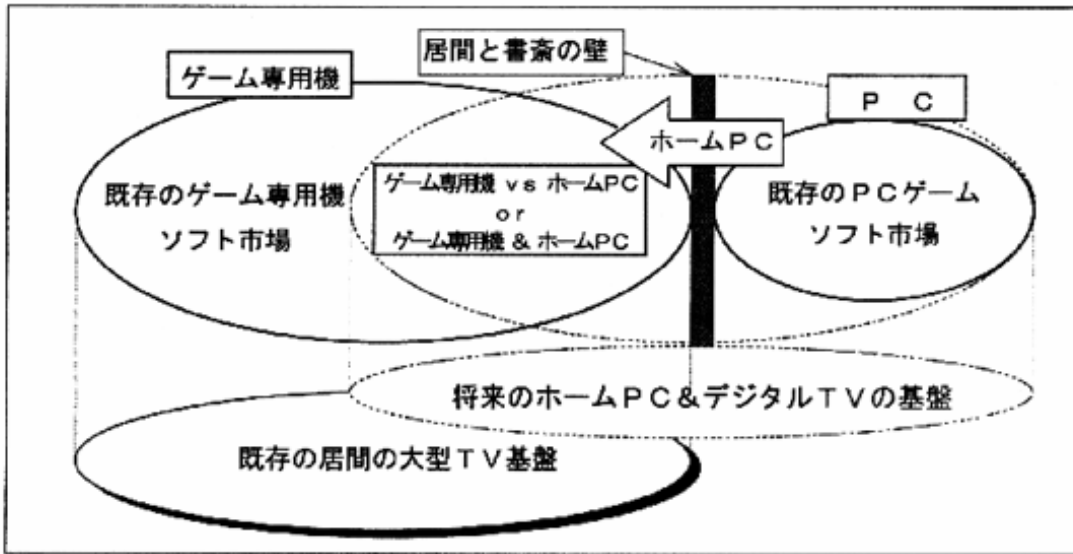 居間と書斎の壁
ゲーム専用機
P C
ホームPC
既存のゲーム専用機
ソフト市場
ゲーム専用機 vs ホームPC
or
ゲーム専用機 & ホームPC
既存のPCゲーム
ソフト市場
将来のホームPC&デジタルTVの基盤
既存の居間の大型TV基盤